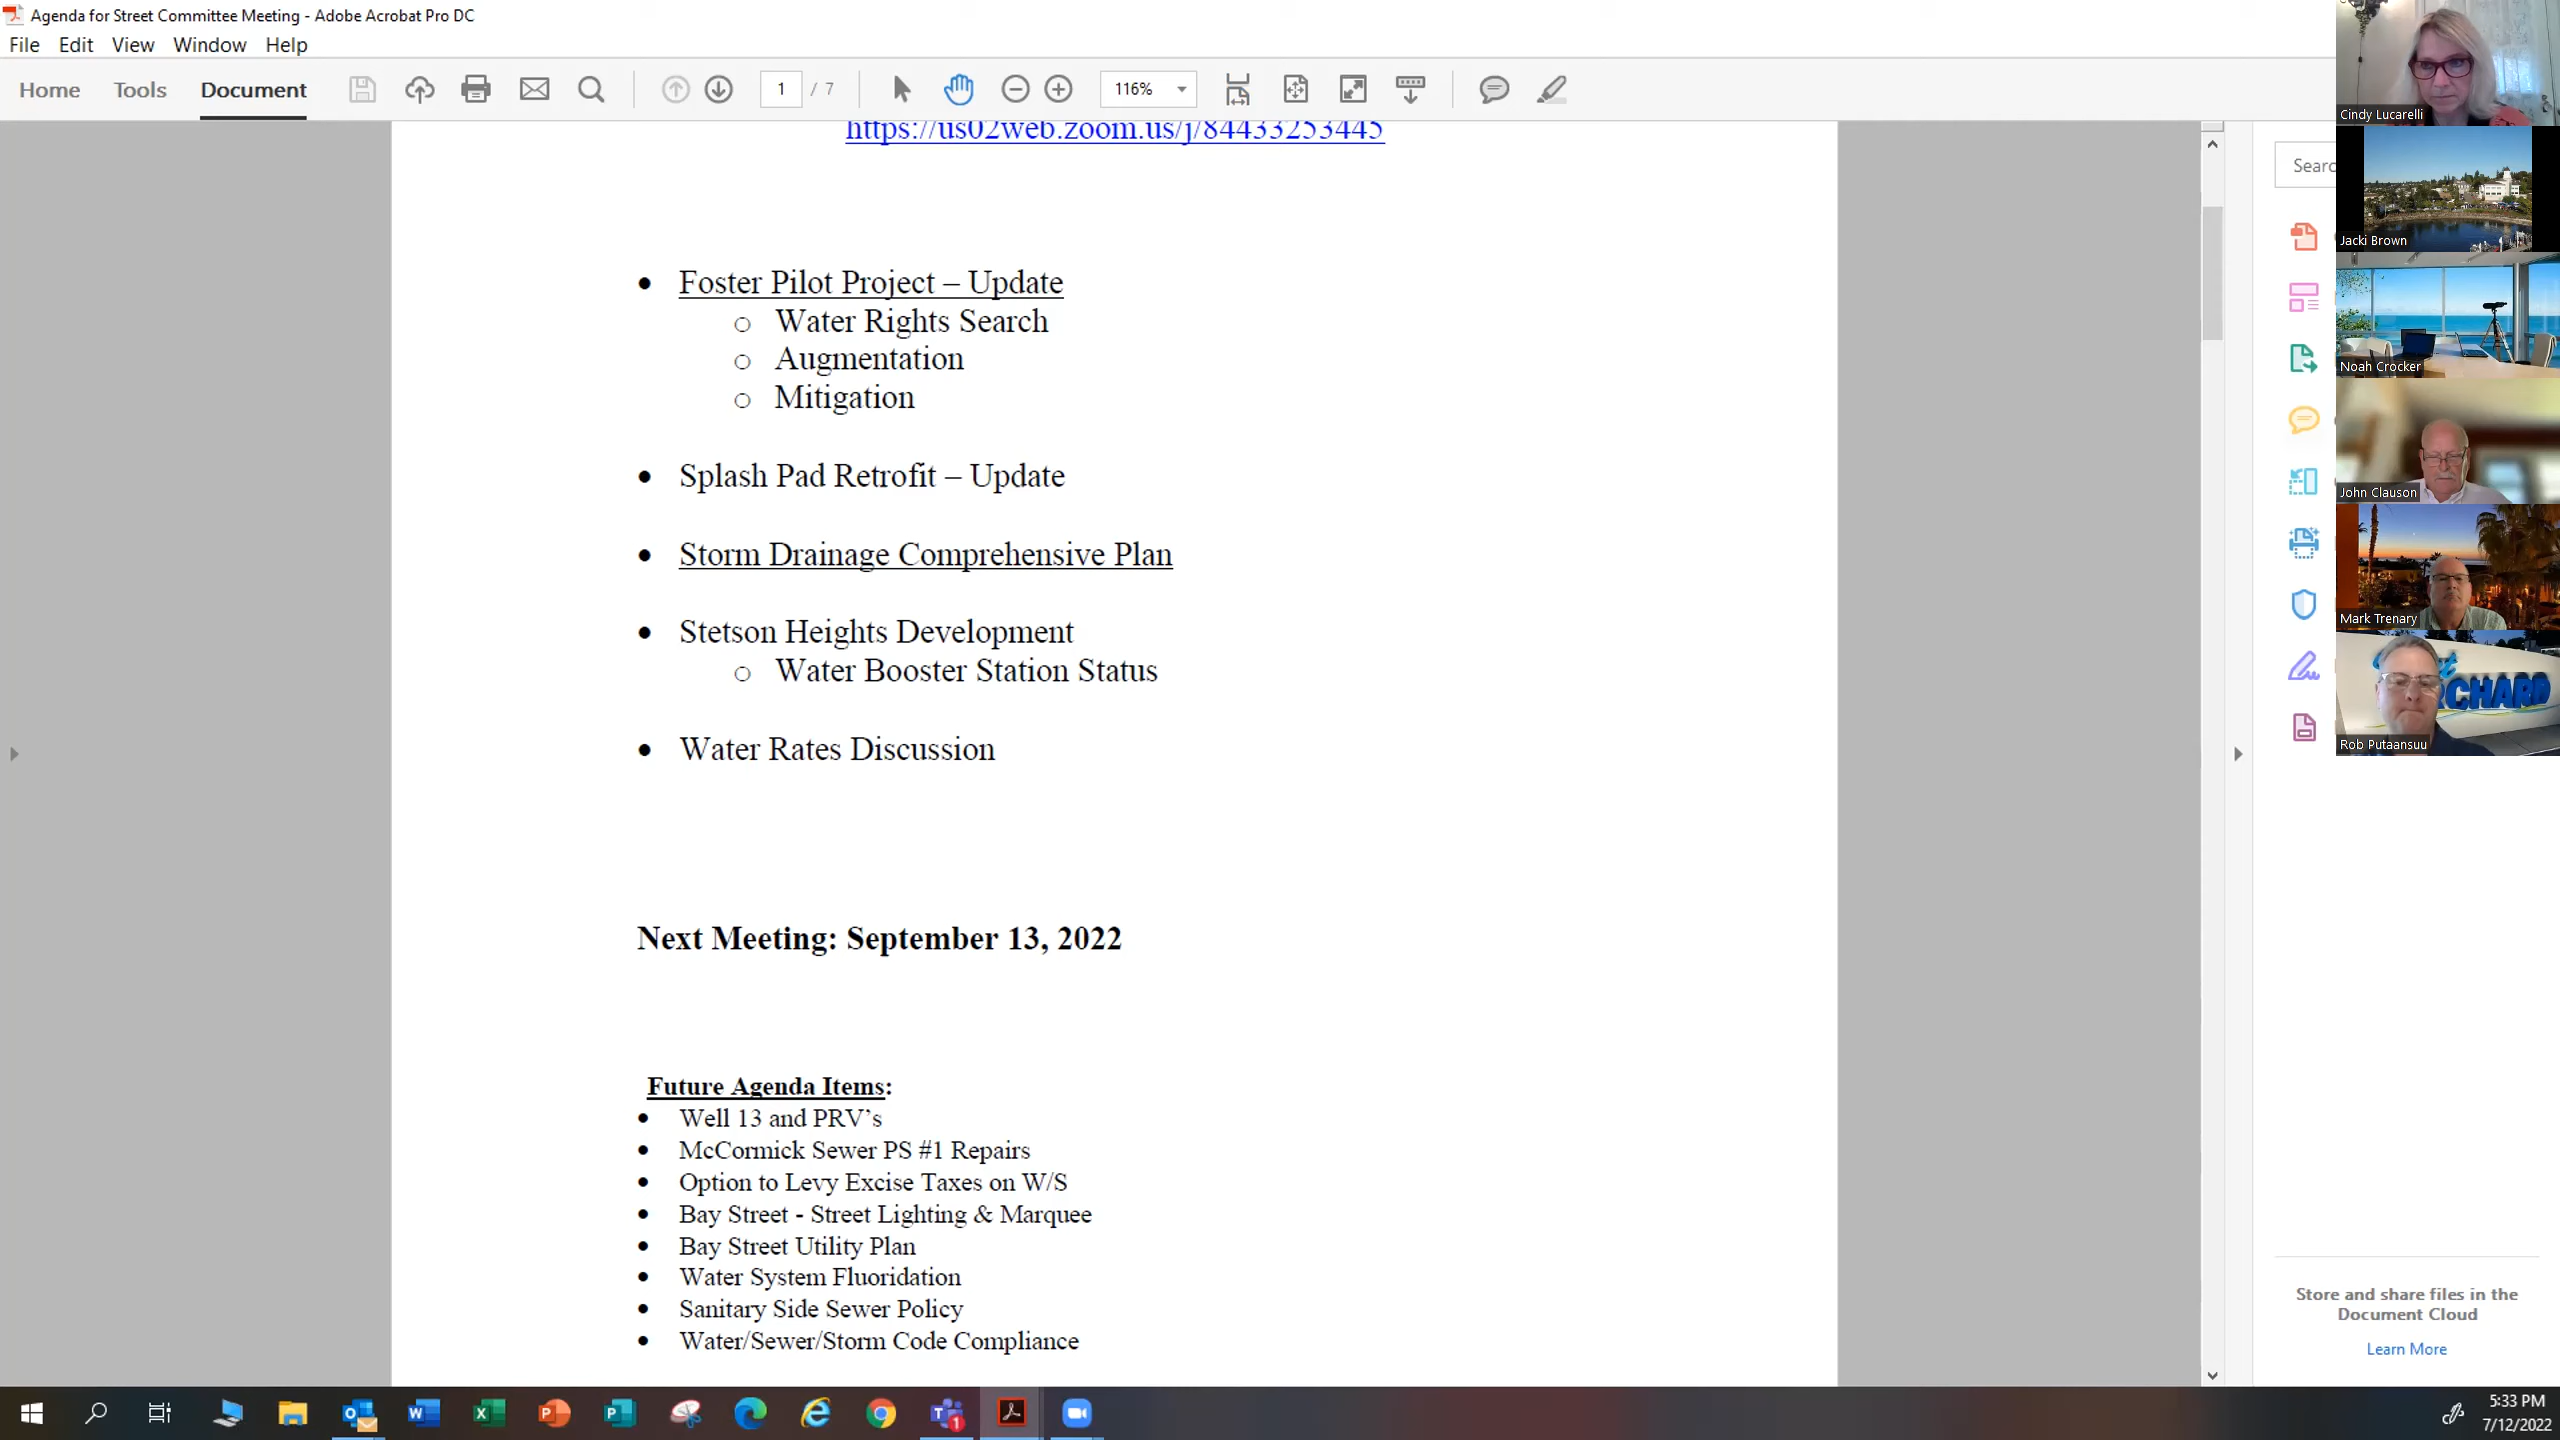 Agenda for Street Committee Meeting - Adobe Acrobat Pro DC
File Edit View Window Help
Home Tools Document 1 / 7 116%
https://us02web.zoom.us/j/84433253445
• Foster Pilot Project – Update
o Water Rights Search
o Augmentation
o Mitigation
• Splash Pad Retrofit – Update
• Storm Drainage Comprehensive Plan
• Stetson Heights Development
o Water Booster Station Status
• Water Rates Discussion
Next Meeting: September 13, 2022
Future Agenda Items:
• Well 13 and PRV’s
• McCormick Sewer PS #1 Repairs
• Option to Levy Excise Taxes on W/S
• Bay Street - Street Lighting & Marquee
• Bay Street Utility Plan
• Water System Fluoridation
• Sanitary Side Sewer Policy
• Water/Sewer/Storm Code Compliance
Searc
Cindy Lucarelli
Jacki Brown
Noah Crocker
John Clauson
Mark Trenary
CHARD
Rob Putaansuu
Store and share files in the
Document Cloud
Learn More
1
5:33 PM
7/12/2022